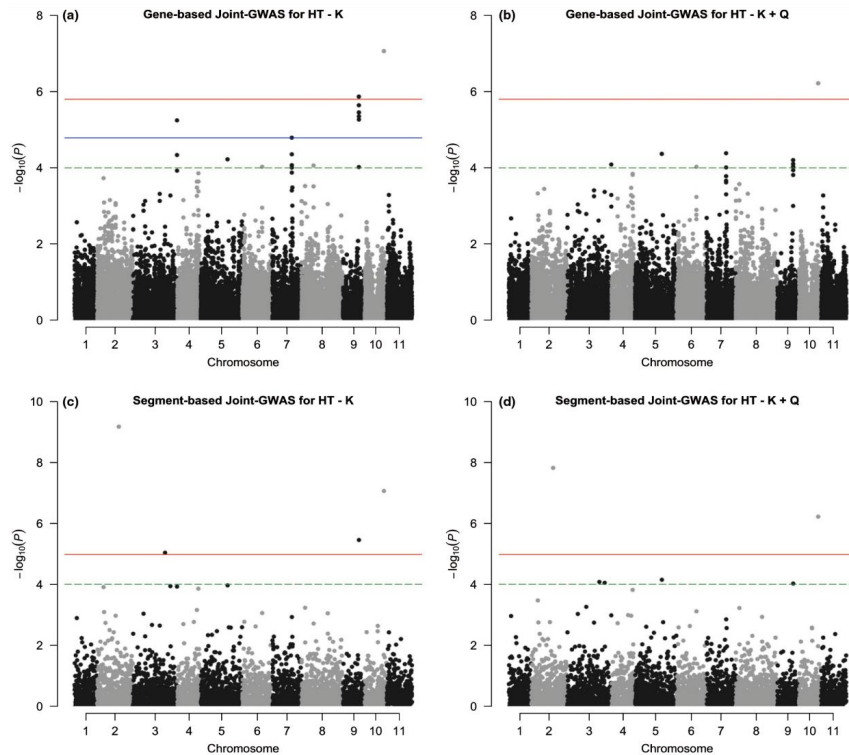 (a) Gene-based Joint-GWAS for HT - K
8
6
4
2
0
−log10(P)
1 2 3 4 5 6 7 8 9 10 11
Chromosome
(b) Gene-based Joint-GWAS for HT - K + Q
8
6
4
2
0
−log10(P)
1 2 3 4 5 6 7 8 9 10 11
Chromosome
(c) Segment-based Joint-GWAS for HT - K
10
8
6
4
2
0
−log10(P)
1 2 3 4 5 6 7 8 9 10 11
Chromosome
(d) Segment-based Joint-GWAS for HT - K + Q
10
8
6
4
2
0
−log10(P)
1 2 3 4 5 6 7 8 9 10 11
Chromosome